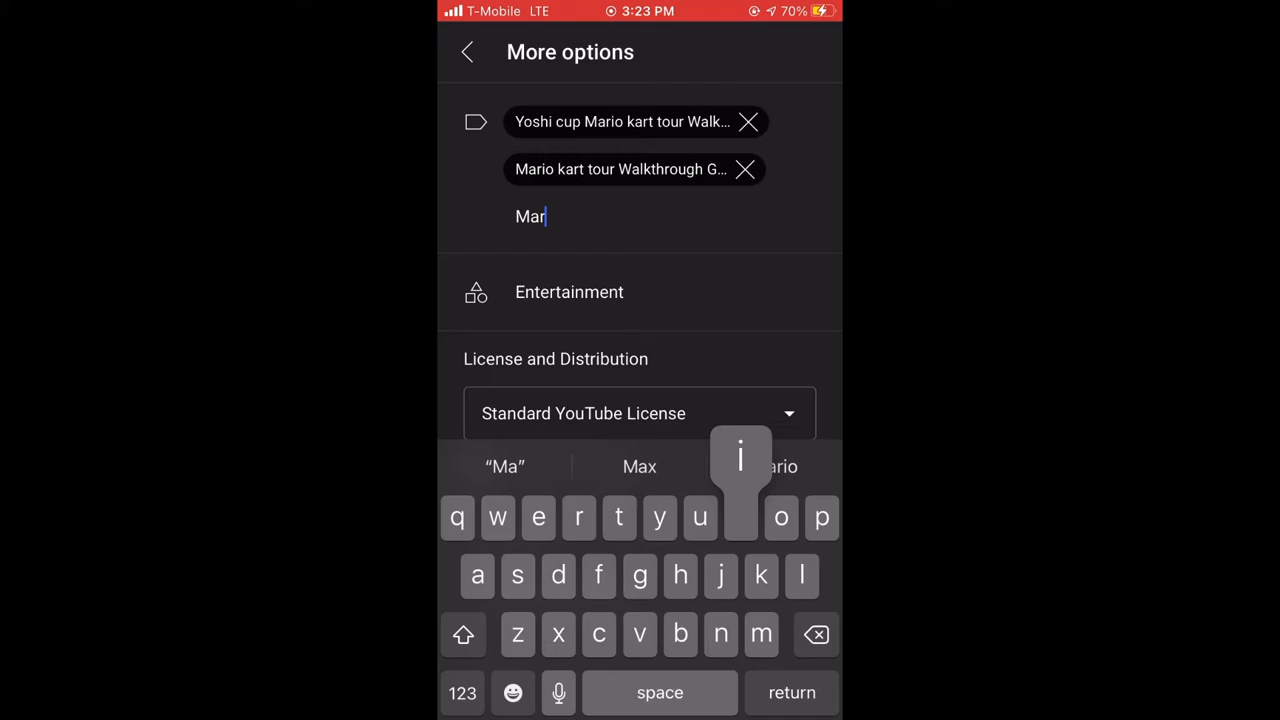 T-Mobile LTE 3:23 PM 70%
More options
Yoshi cup Mario kart tour Walk...
Mario kart tour Walkthrough G...
Mar
Entertainment
License and Distribution
Standard YouTube License
i
“Ma” Max ario
q w e r t y u o p
a s d f g h j k l
z x c v b n m
123 space return